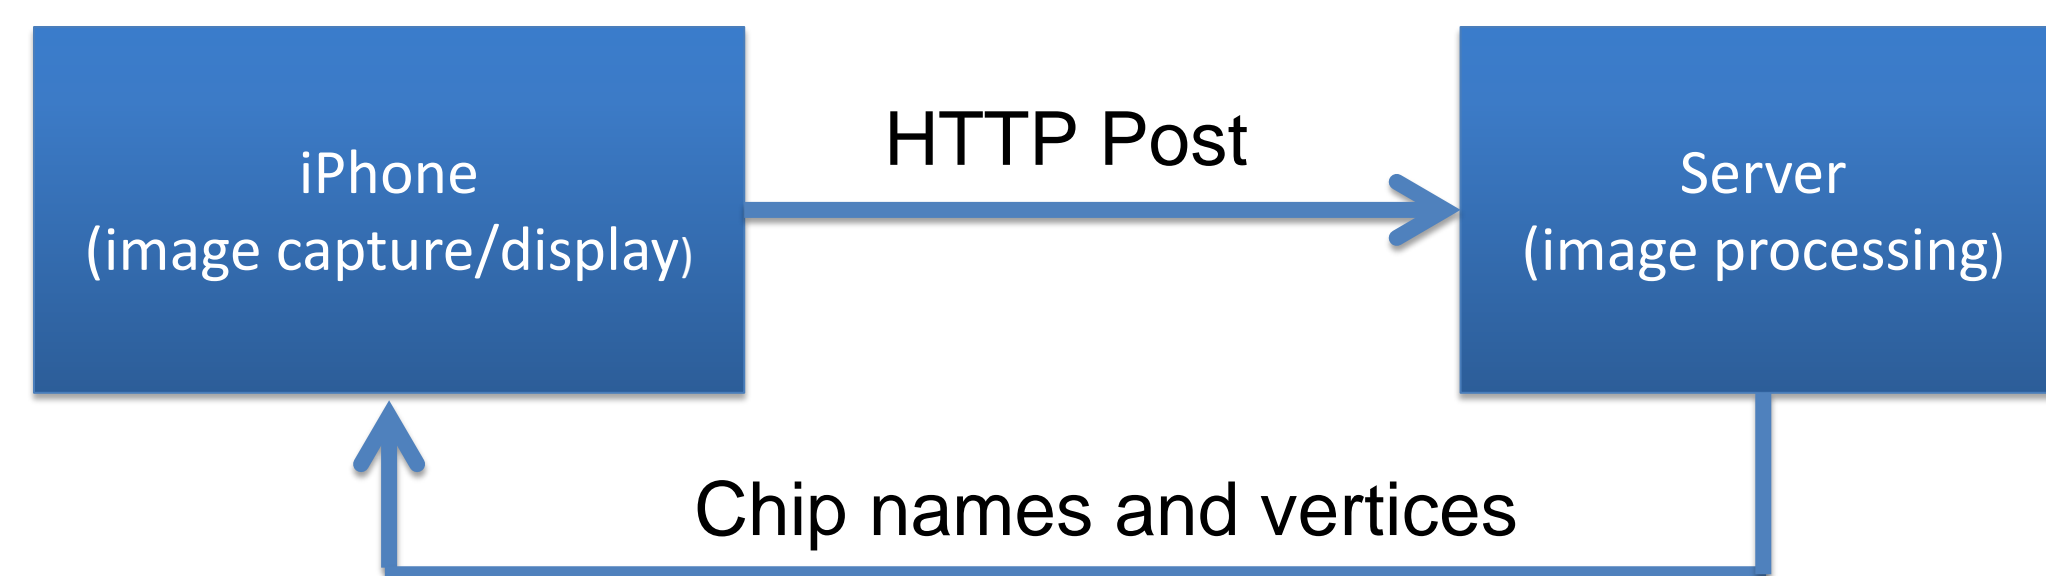 iPhone
(image capture/display)
HTTP Post
Server
(image processing)
Chip names and vertices